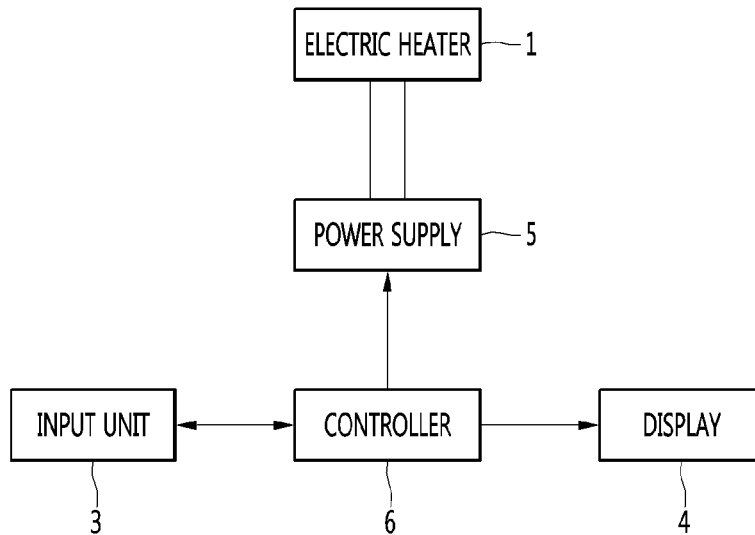 ELECTRIC HEATER 1
POWER SUPPLY 5
INPUT UNIT CONTROLLER DISPLAY
3 6 4